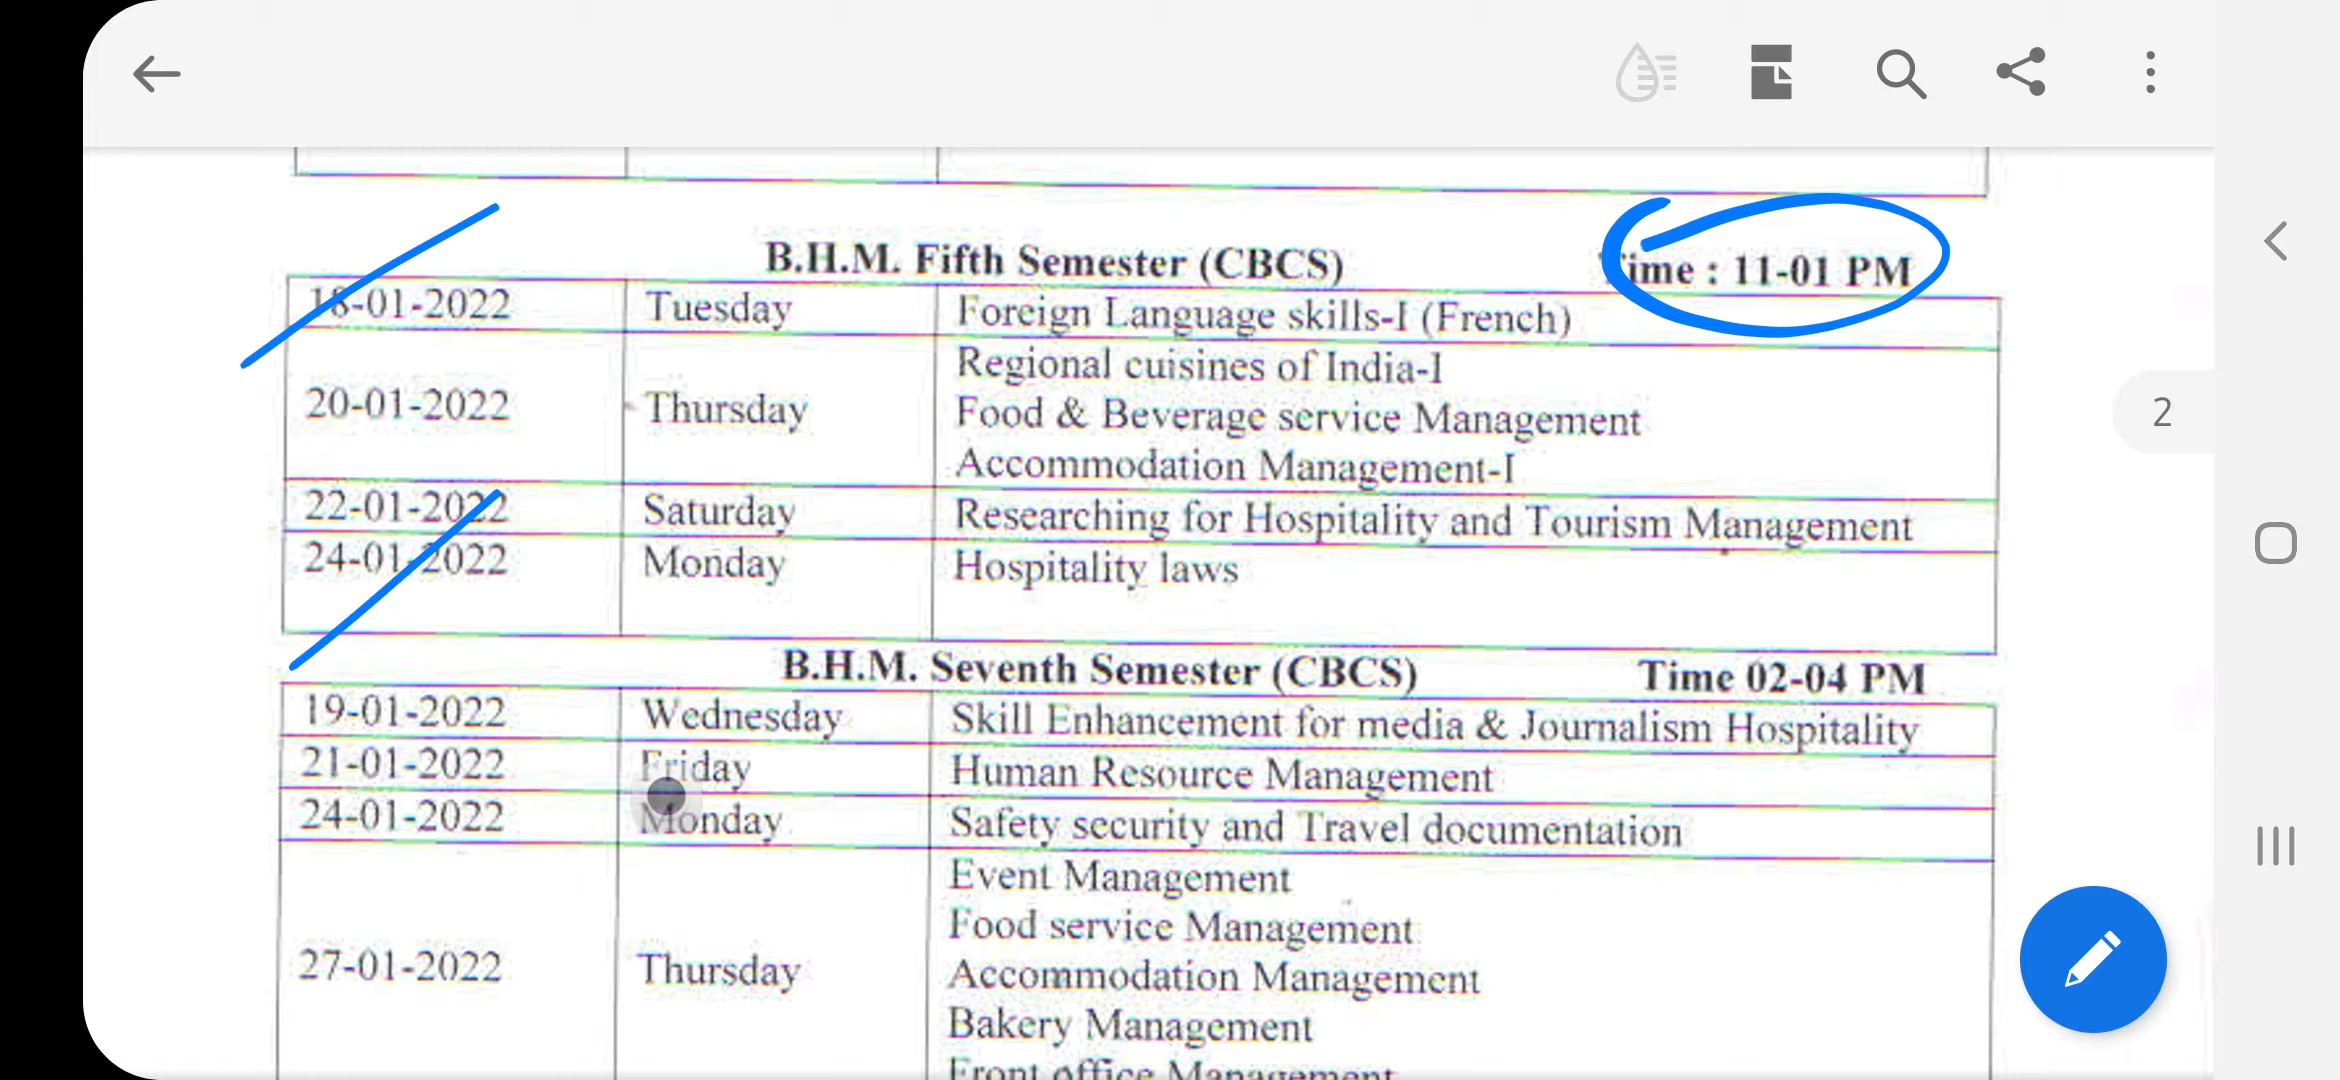 B.H.M. Fifth Semester (CBCS) Time : 11-01 PM
18-01-2022 Tuesday Foreign Language skills-I (French)
Regional cuisines of India-I
20-01-2022 Thursday Food & Beverage service Management
Accommodation Management-I
22-01-2022 Saturday Researching for Hospitality and Tourism Management
24-01-2022 Monday Hospitality laws
B.H.M. Seventh Semester (CBCS) Time 02-04 PM
19-01-2022 Wednesday Skill Enhancement for media & Journalism Hospitality
21-01-2022 Friday Human Resource Management
24-01-2022 Monday Safety security and Travel documentation
Event Management
Food service Management
27-01-2022 Thursday Accommodation Management
Bakery Management
Front office Management
2